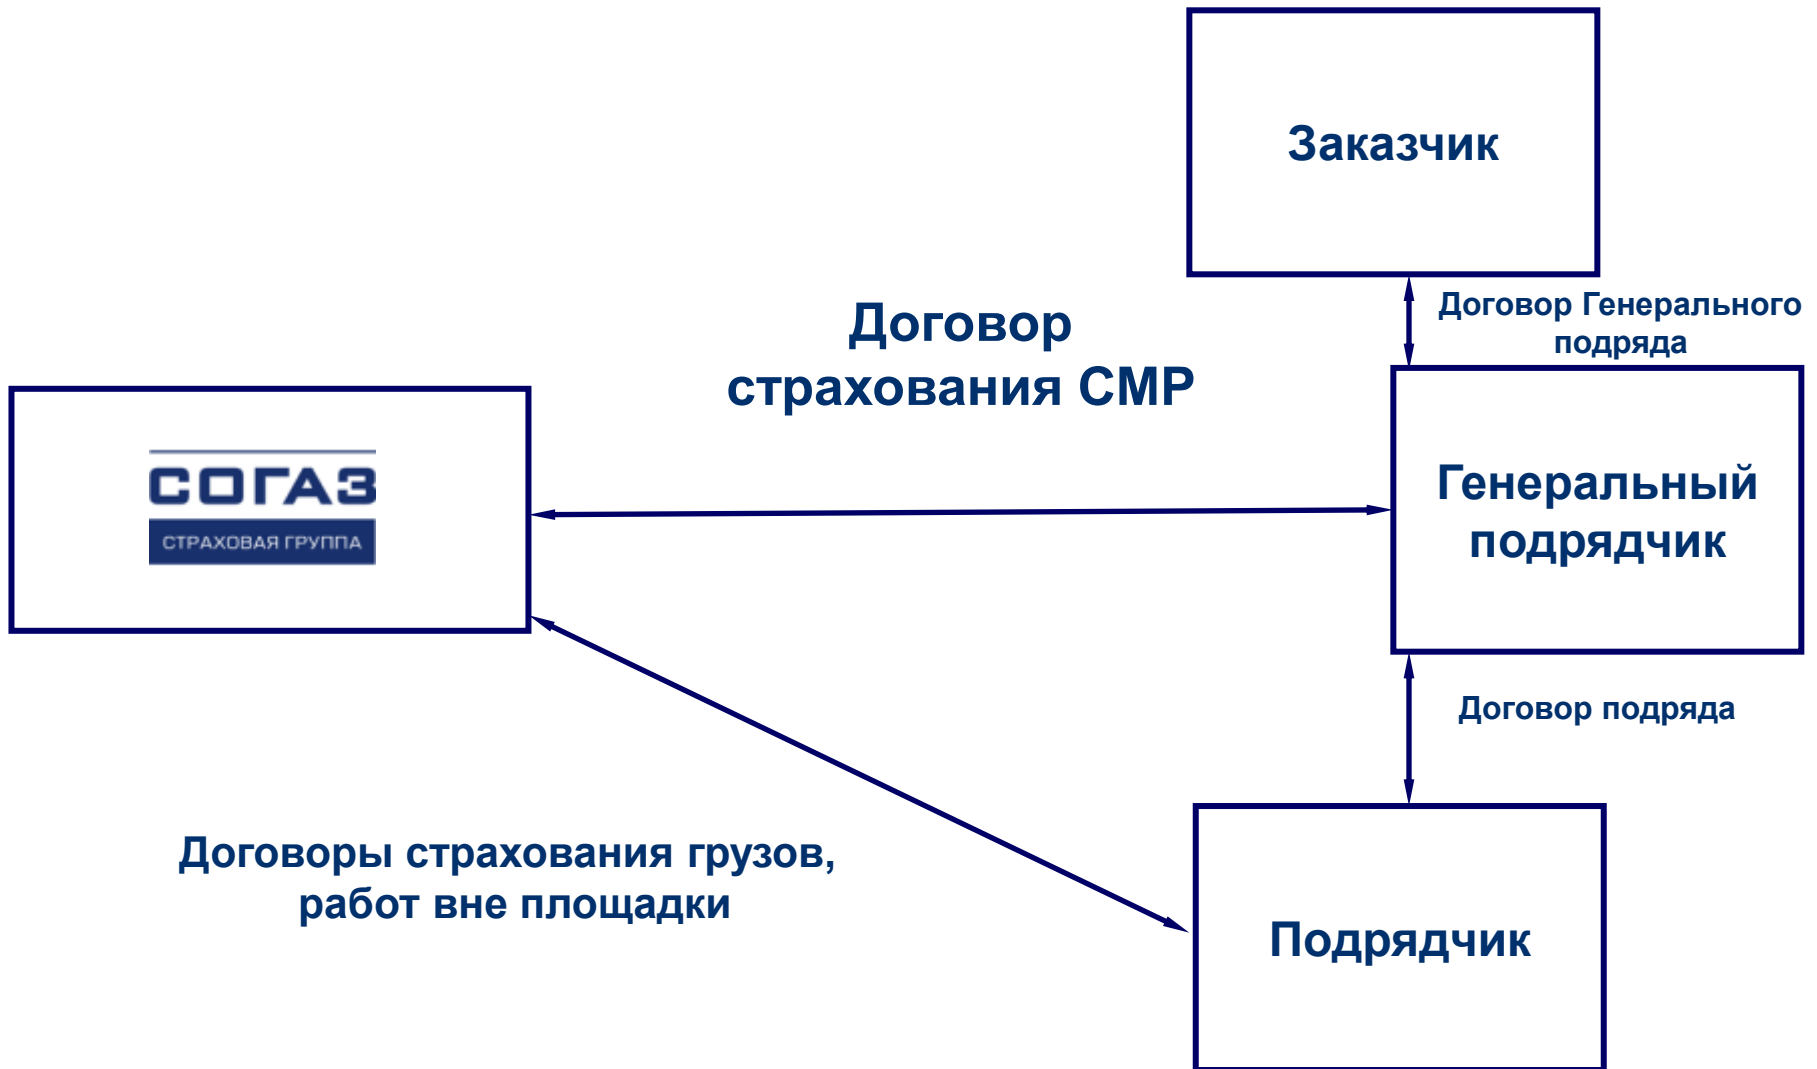 Заказчик
Договор Генерального
подряда
Договор
страхования СМР
СОГАЗ
СТРАХОВАЯ ГРУППА
Генеральный
подрядчик
Договор подряда
Договоры страхования грузов,
работ вне площадки
Подрядчик